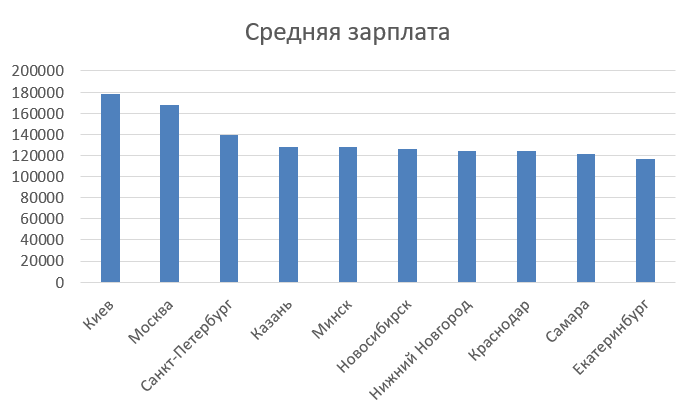 Средняя зарплата
200000
180000
160000
140000
120000
100000
80000
60000
40000
20000
0
Киев
Москва
Санкт-Петербург
Казань
Минск
Новосибирск
Нижний Новгород
Краснодар
Самара
Екатеринбург